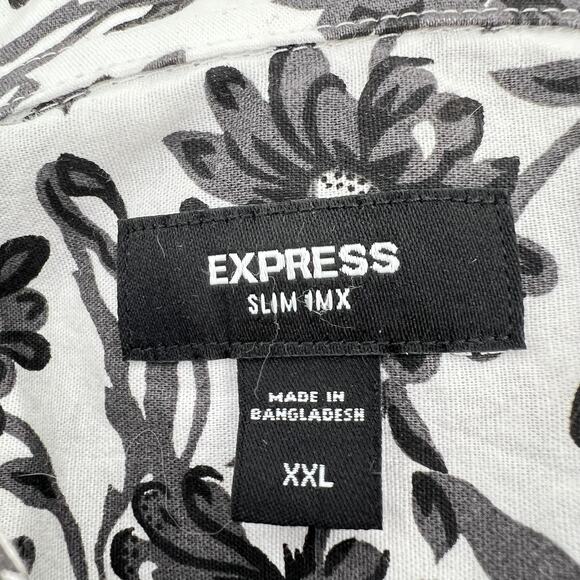 EXPRESS
SLIM 1MX
MADE IN
BANGLADESH
XXL